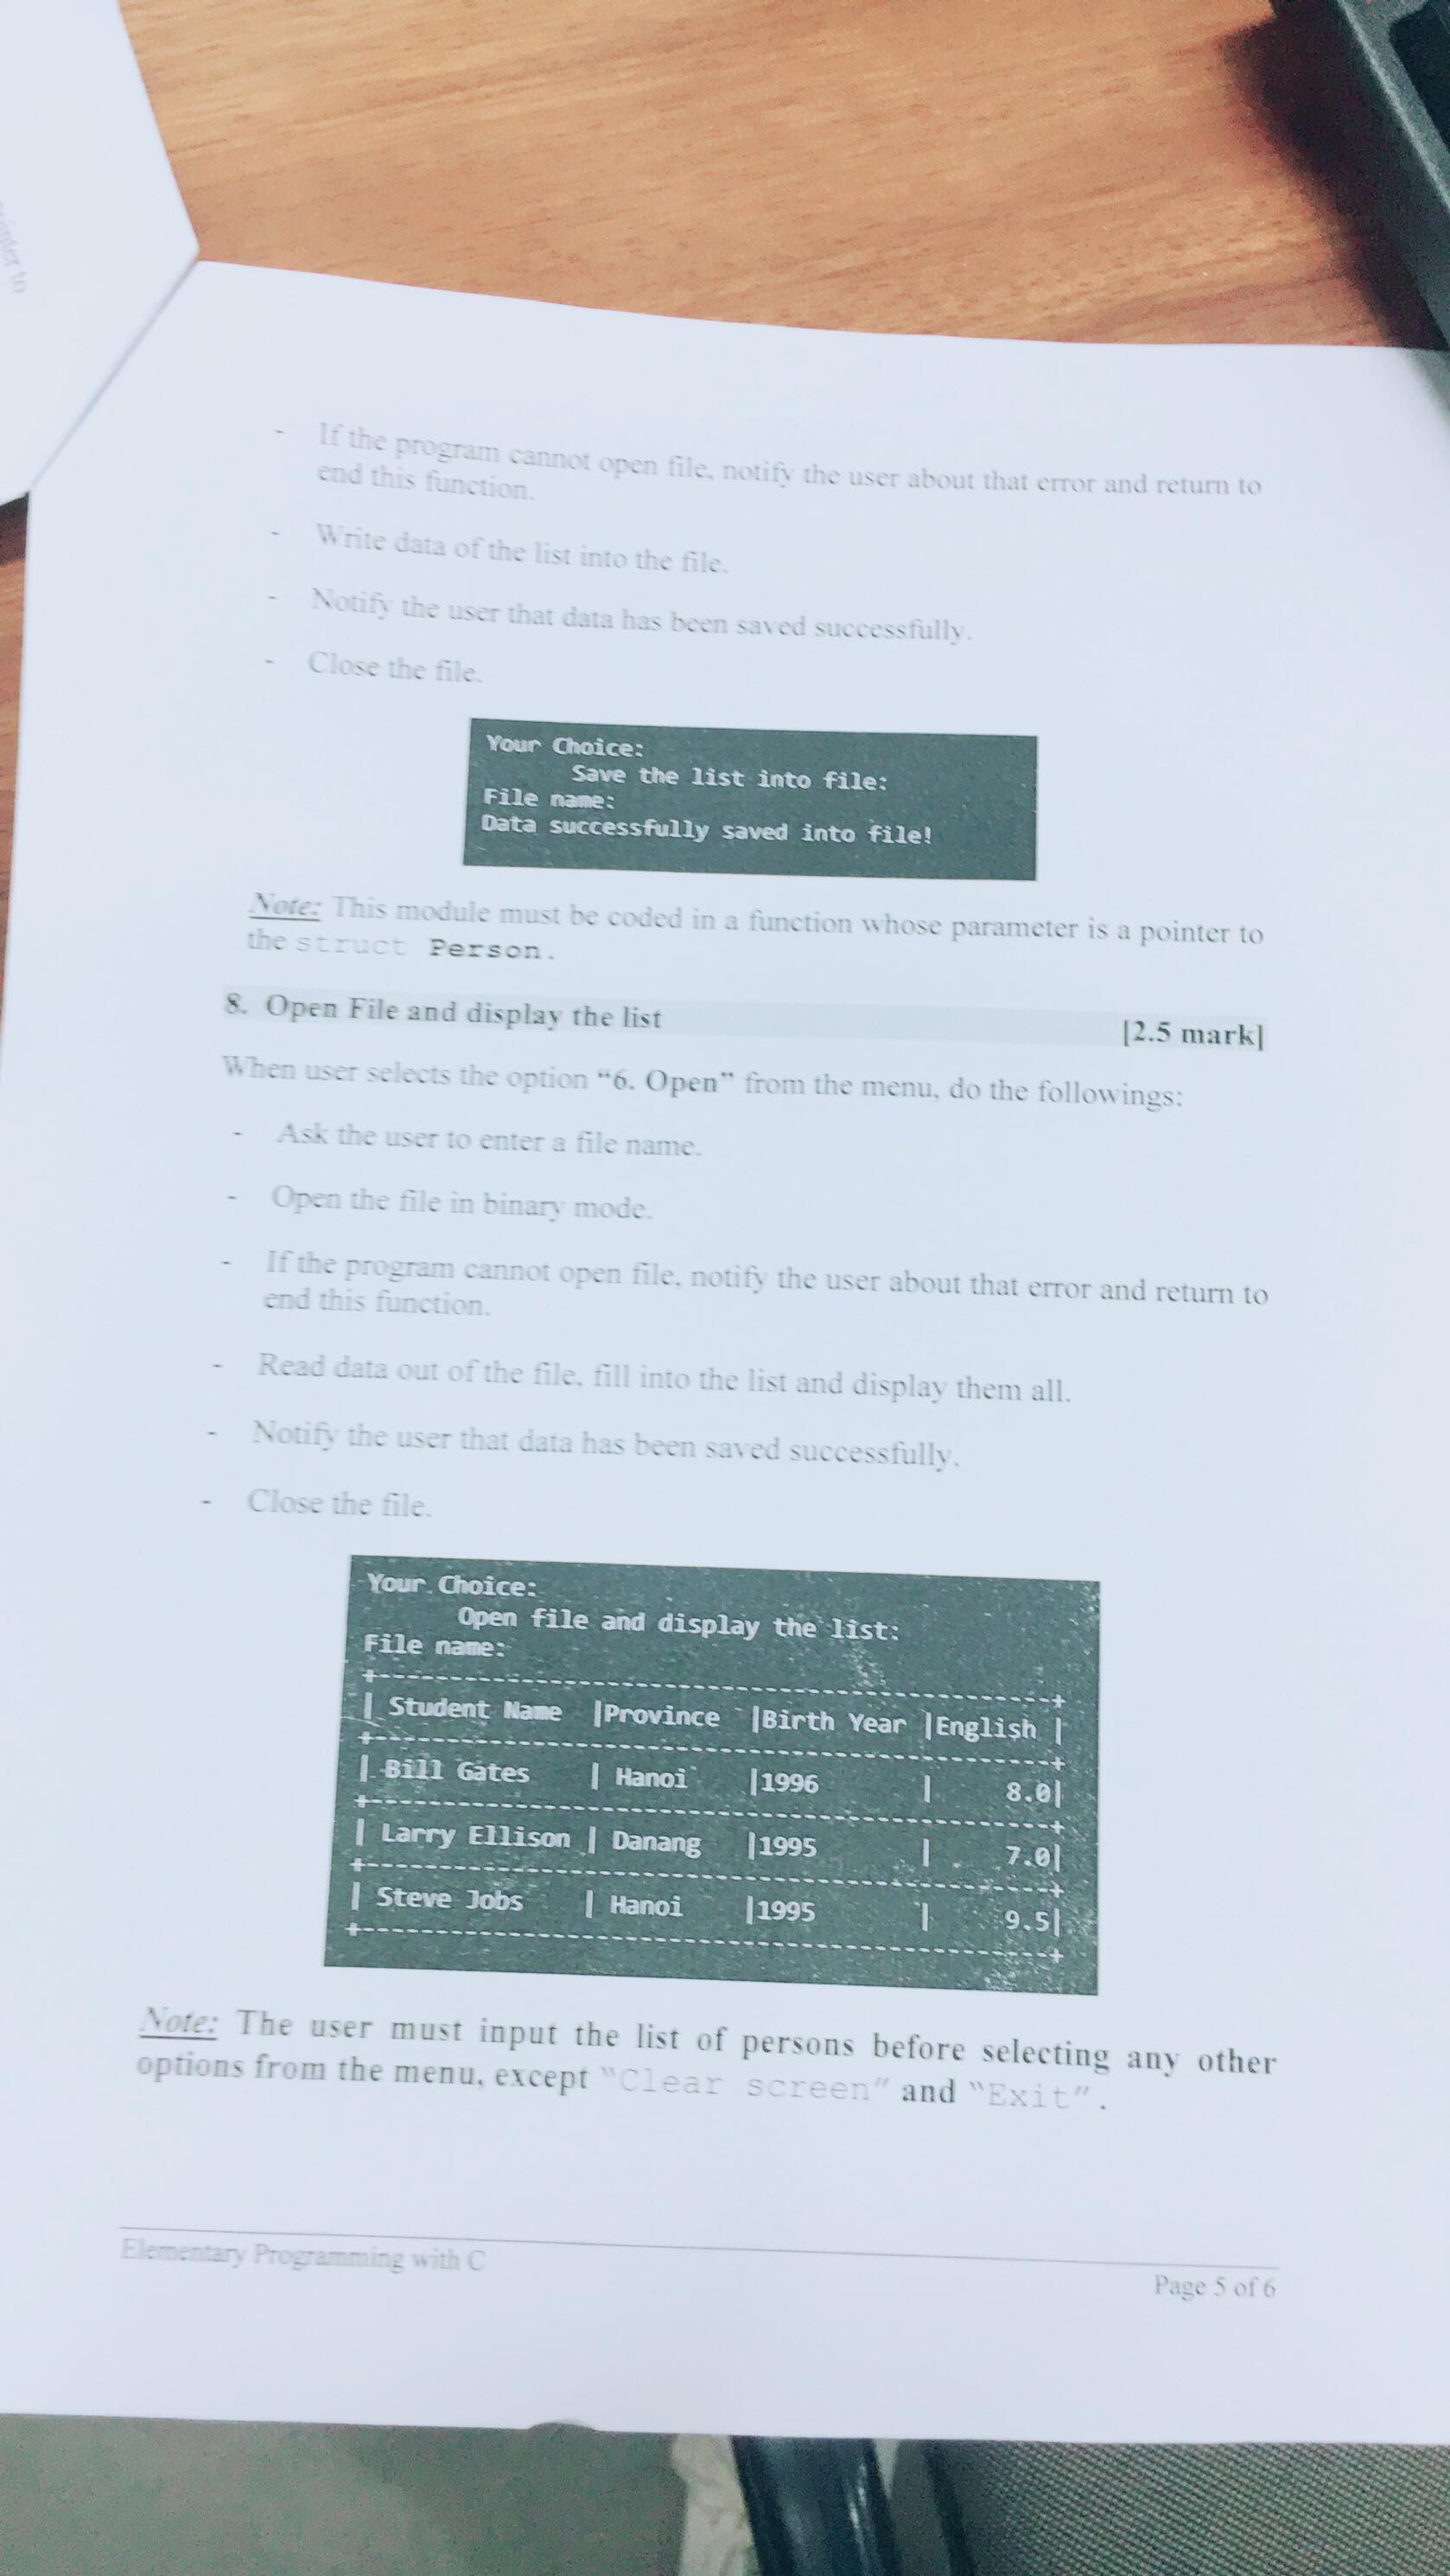 - If the program cannot open file, notify the user about that error and return to
end this function.
- Write data of the list into the file.
- Notify the user that data has been saved successfully.
- Close the file.
Your Choice:
Save the list into file:
File name:
Data successfully saved into file!
Note: This module must be coded in a function whose parameter is a pointer to
the struct Person.
8. Open File and display the list [2.5 mark]
When user selects the option “6. Open” from the menu, do the followings:
- Ask the user to enter a file name.
- Open the file in binary mode.
- If the program cannot open file, notify the user about that error and return to
end this function.
- Read data out of the file, fill into the list and display them all.
- Notify the user that data has been saved successfully.
- Close the file.
Your Choice:
Open file and display the list:
File name:
| Student Name |Province |Birth Year |English |
| Bill Gates | Hanoi |1996 | 8.0|
| Larry Ellison | Danang |1995 | 7.0|
| Steve Jobs | Hanoi |1995 | 9.5|
Note: The user must input the list of persons before selecting any other
options from the menu, except "Clear screen" and "Exit".
Elementary Programming with C
Page 5 of 6